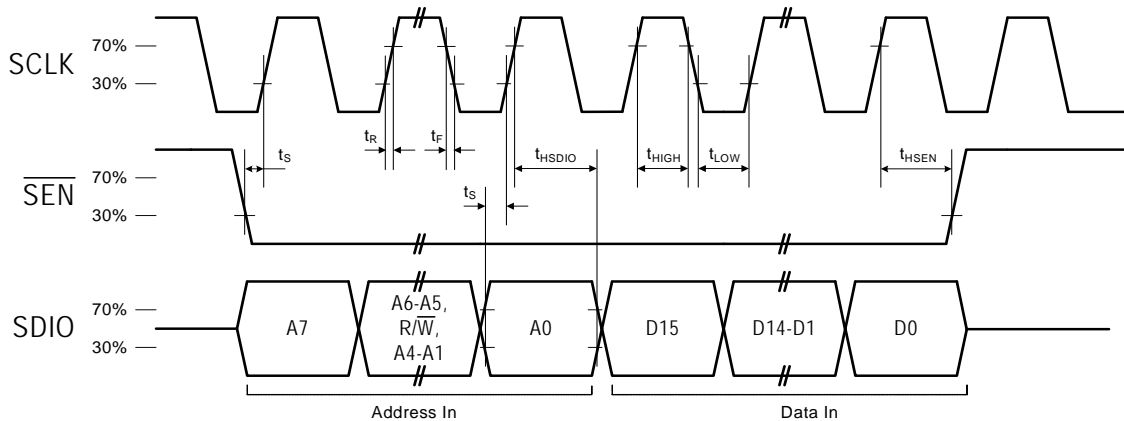 SCLK
70%
30%
tR
tF
tS
tHSDIO
tHIGH
tLOW
tHSEN
SEN
70%
30%
tS
SDIO
70%
30%
A7
A6-A5,
R/W,
A4-A1
A0
D15
D14-D1
D0
Address In
Data In